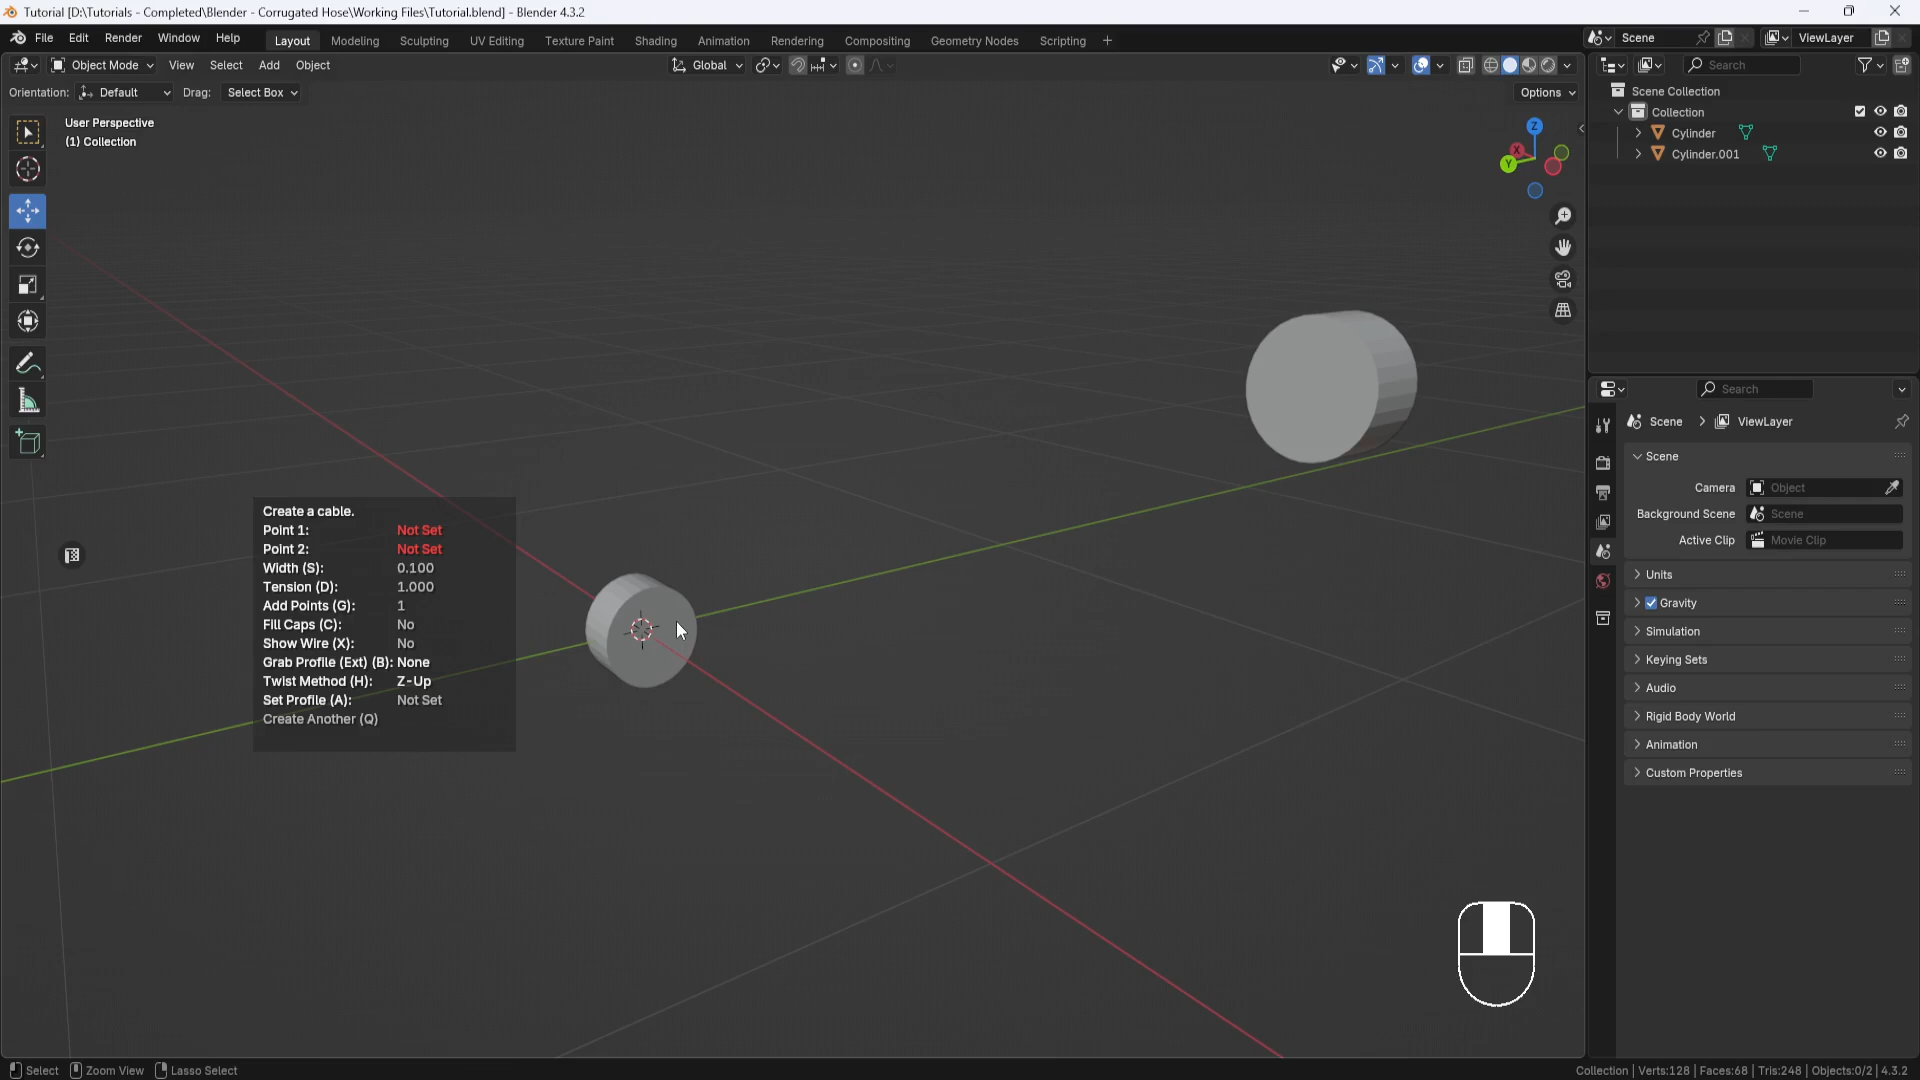 Tutorial [D:\Tutorials - Completed\Blender - Corrugated Hose\Working Files\Tutorial.blend] - Blender 4.3.2
File Edit Render Window Help Layout Modeling Sculpting UV Editing Texture Paint Shading Animation Rendering Compositing Geometry Nodes Scripting + Scene ViewLayer
Object Mode View Select Add Object Global Search
Orientation: Default Drag: Select Box Options
User Perspective
(1) Collection
Z
X
Y
Scene Collection
Collection
Cylinder
Cylinder.001
Create a cable.
Point 1: Not Set
Point 2: Not Set
Width (S): 0.100
Tension (D): 1.000
Add Points (G): 1
Fill Caps (C): No
Show Wire (X): No
Grab Profile (Ext) (B): None
Twist Method (H): Z-Up
Set Profile (A): Not Set
Create Another (Q)
Search
Scene > ViewLayer
Scene
Camera Object
Background Scene Scene
Active Clip Movie Clip
Units
Gravity
Simulation
Keying Sets
Audio
Rigid Body World
Animation
Custom Properties
Select Zoom View Lasso Select
Collection | Verts:128 | Faces:68 | Tris:248 | Objects:0/2 | 4.3.2